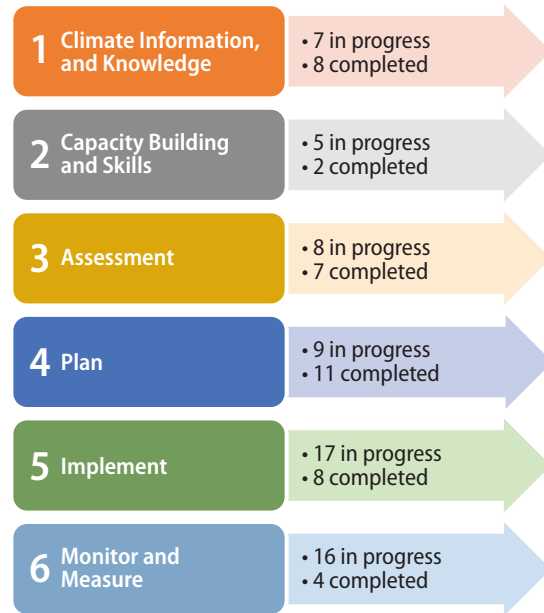 1 Climate Information,
and Knowledge
• 7 in progress
• 8 completed
2 Capacity Building
and Skills
• 5 in progress
• 2 completed
3 Assessment
• 8 in progress
• 7 completed
4 Plan
• 9 in progress
• 11 completed
5 Implement
• 17 in progress
• 8 completed
6 Monitor and
Measure
• 16 in progress
• 4 completed